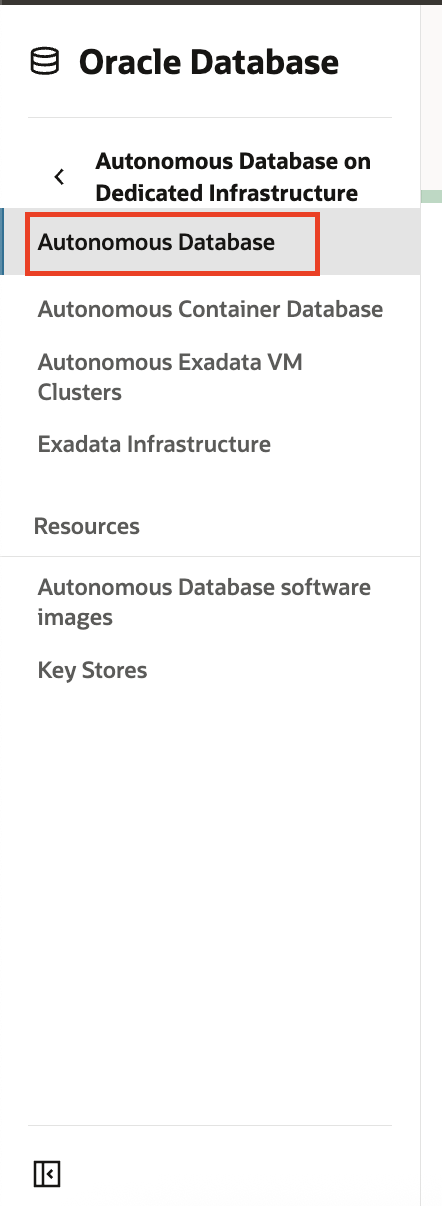 Oracle Database
Autonomous Database on
Dedicated Infrastructure
Autonomous Database
Autonomous Container Database
Autonomous Exadata VM
Clusters
Exadata Infrastructure
Resources
Autonomous Database software
images
Key Stores